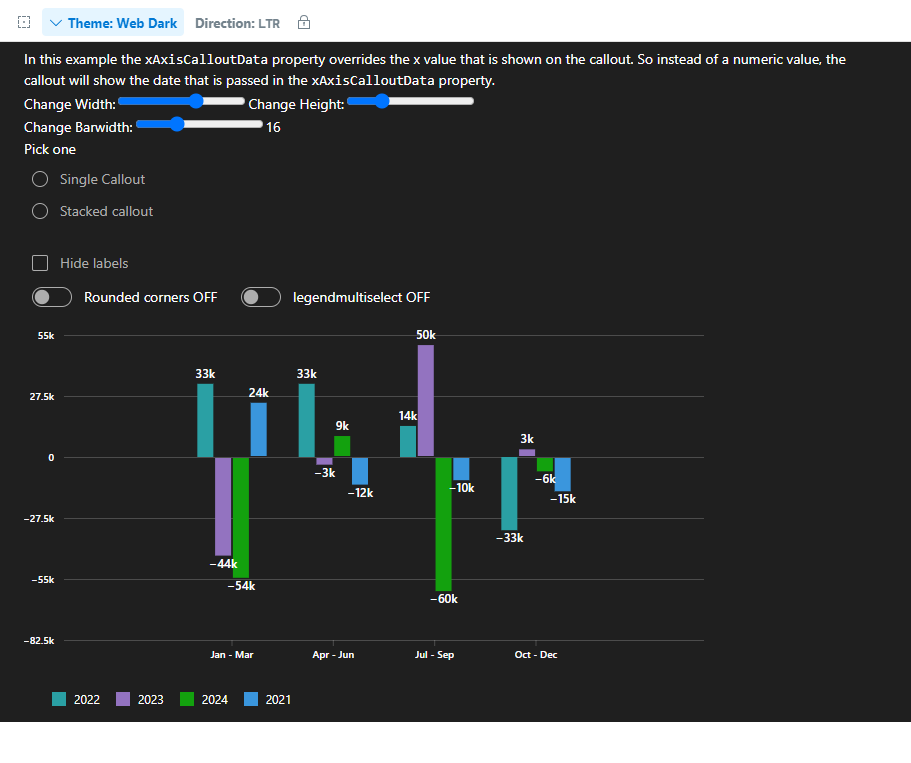 Theme: Web Dark Direction: LTR
In this example the xAxisCalloutData property overrides the x value that is shown on the callout. So instead of a numeric value, the
callout will show the date that is passed in the xAxisCalloutData property.
Change Width: Change Height:
Change Barwidth: 16
Pick one
Single Callout
Stacked callout
Hide labels
Rounded corners OFF legendmultiselect OFF
55k 50k
33k 33k
24k
27.5k
14k
9k
3k
0
−3k
−6k
−12k −10k
−15k
−27.5k
−33k
−44k
−55k
−54k
−60k
−82.5k
Jan - Mar Apr - Jun Jul - Sep Oct - Dec
2022 2023 2024 2021